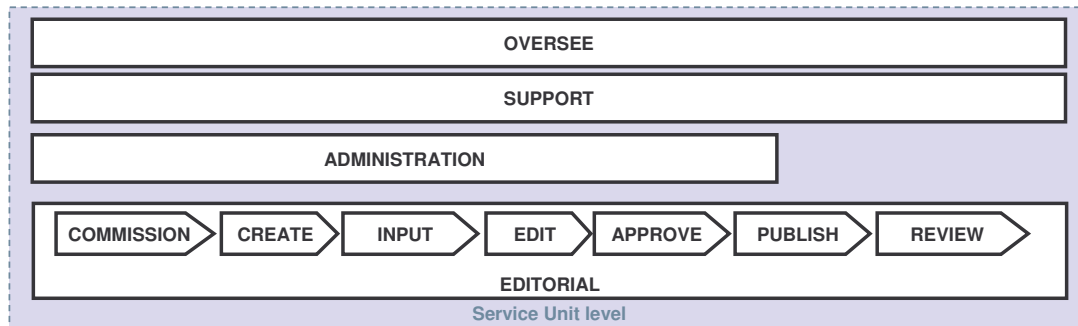 OVERSEE
SUPPORT
ADMINISTRATION
COMMISSION CREATE INPUT EDIT APPROVE PUBLISH REVIEW
EDITORIAL
Service Unit level